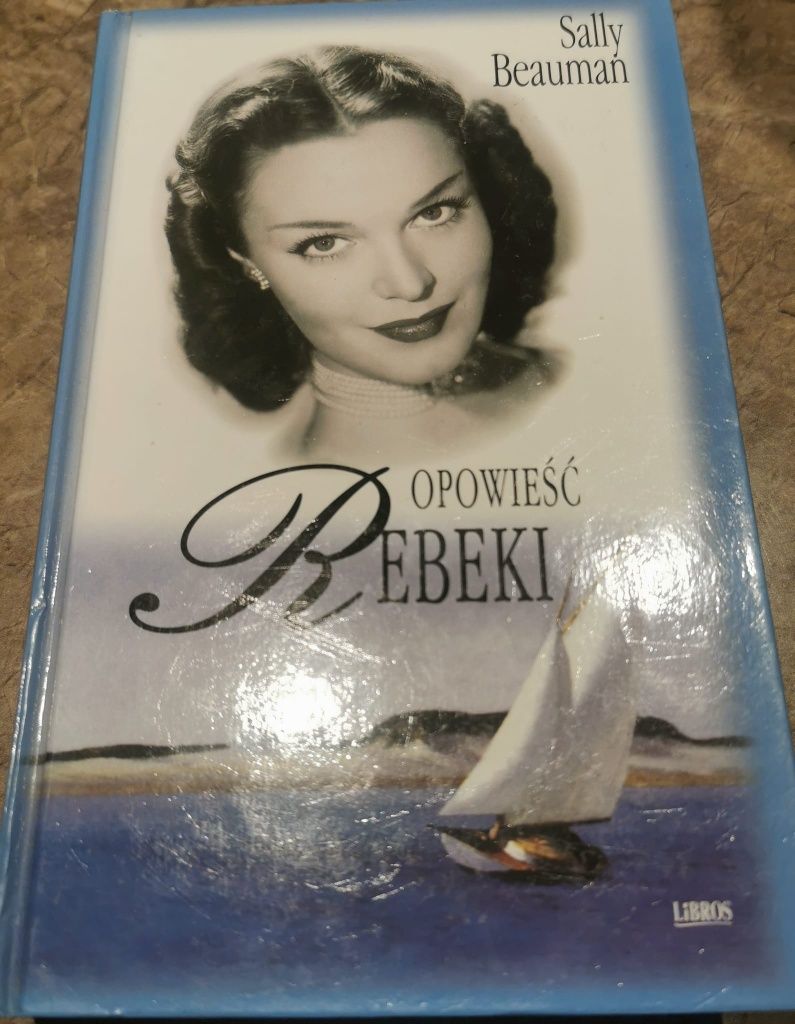 Sally
Beauman
OPOWIEŚĆ
REBEKI
LiBROS